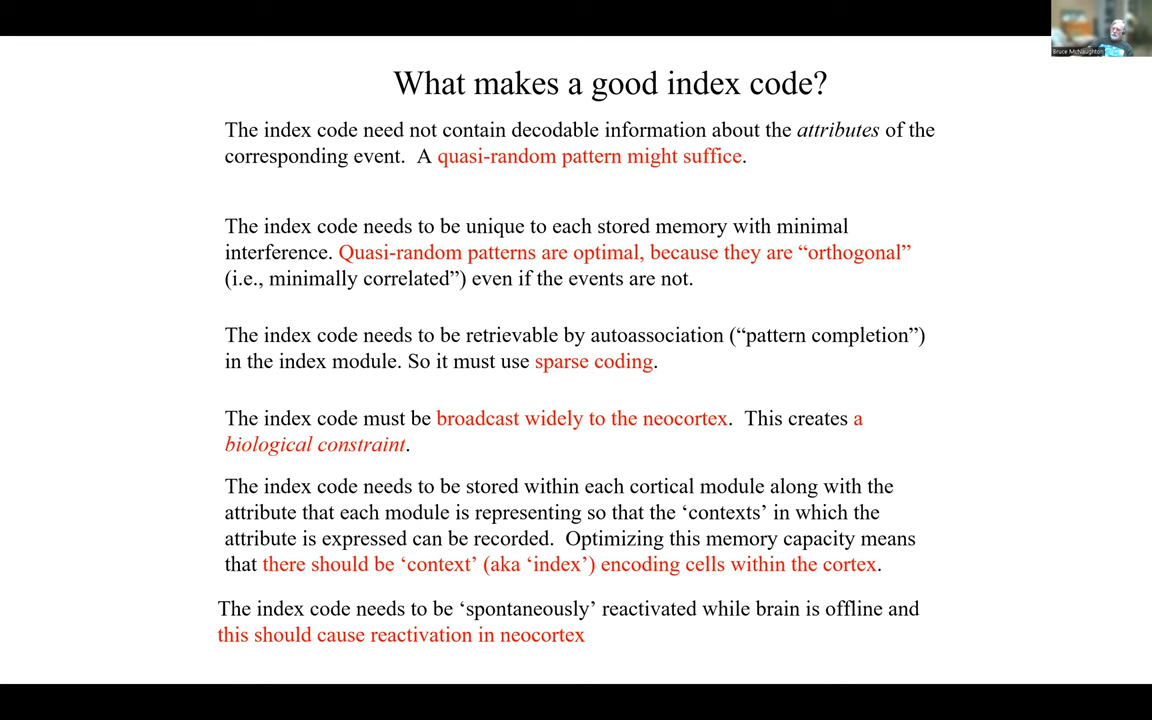 Bruce McNaughton
What makes a good index code?
The index code need not contain decodable information about the attributes of the
corresponding event.  A quasi-random pattern might suffice.
The index code needs to be unique to each stored memory with minimal
interference. Quasi-random patterns are optimal, because they are “orthogonal”
(i.e., minimally correlated”) even if the events are not.
The index code needs to be retrievable by autoassociation (“pattern completion”)
in the index module. So it must use sparse coding.
The index code must be broadcast widely to the neocortex.  This creates a
biological constraint.
The index code needs to be stored within each cortical module along with the
attribute that each module is representing so that the ‘contexts’ in which the
attribute is expressed can be recorded.  Optimizing this memory capacity means
that there should be ‘context’ (aka ‘index’) encoding cells within the cortex.
The index code needs to be ‘spontaneously’ reactivated while brain is offline and
this should cause reactivation in neocortex